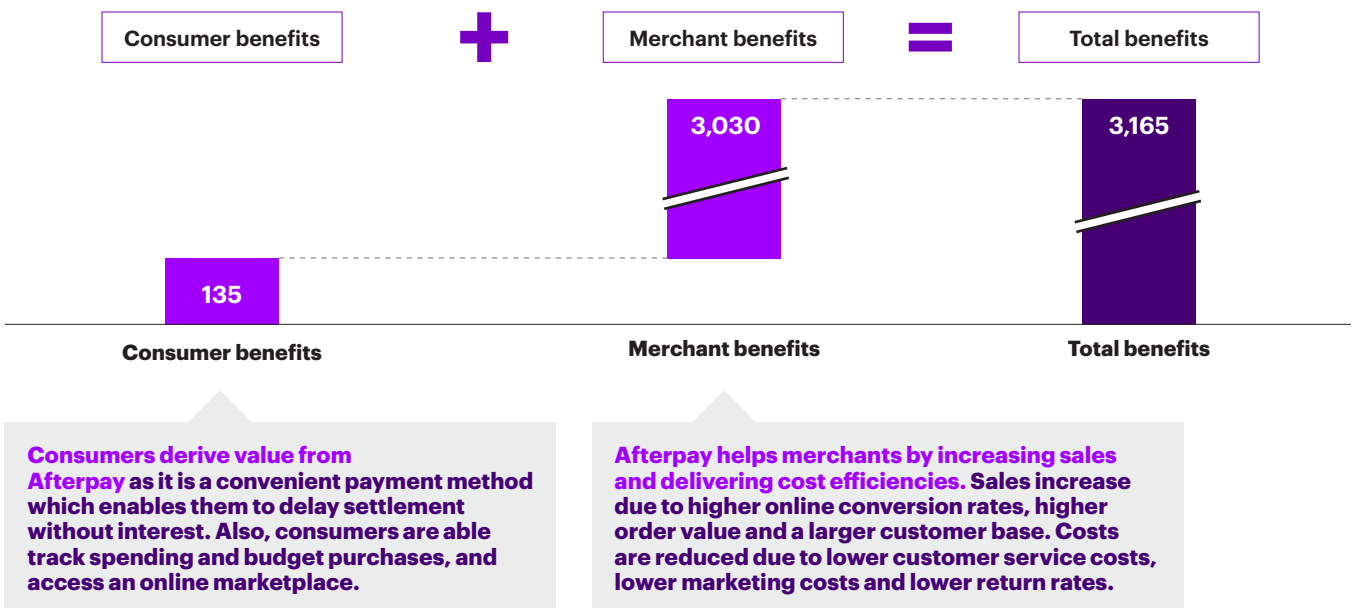 Consumer benefits
+
Merchant benefits
=
Total benefits
3,030
3,165
135
Consumer benefits
Merchant benefits
Total benefits
Consumers derive value from
Afterpay as it is a convenient payment method
which enables them to delay settlement
without interest. Also, consumers are able
track spending and budget purchases, and
access an online marketplace.
Afterpay helps merchants by increasing sales
and delivering cost efficiencies. Sales increase
due to higher online conversion rates, higher
order value and a larger customer base. Costs
are reduced due to lower customer service costs,
lower marketing costs and lower return rates.